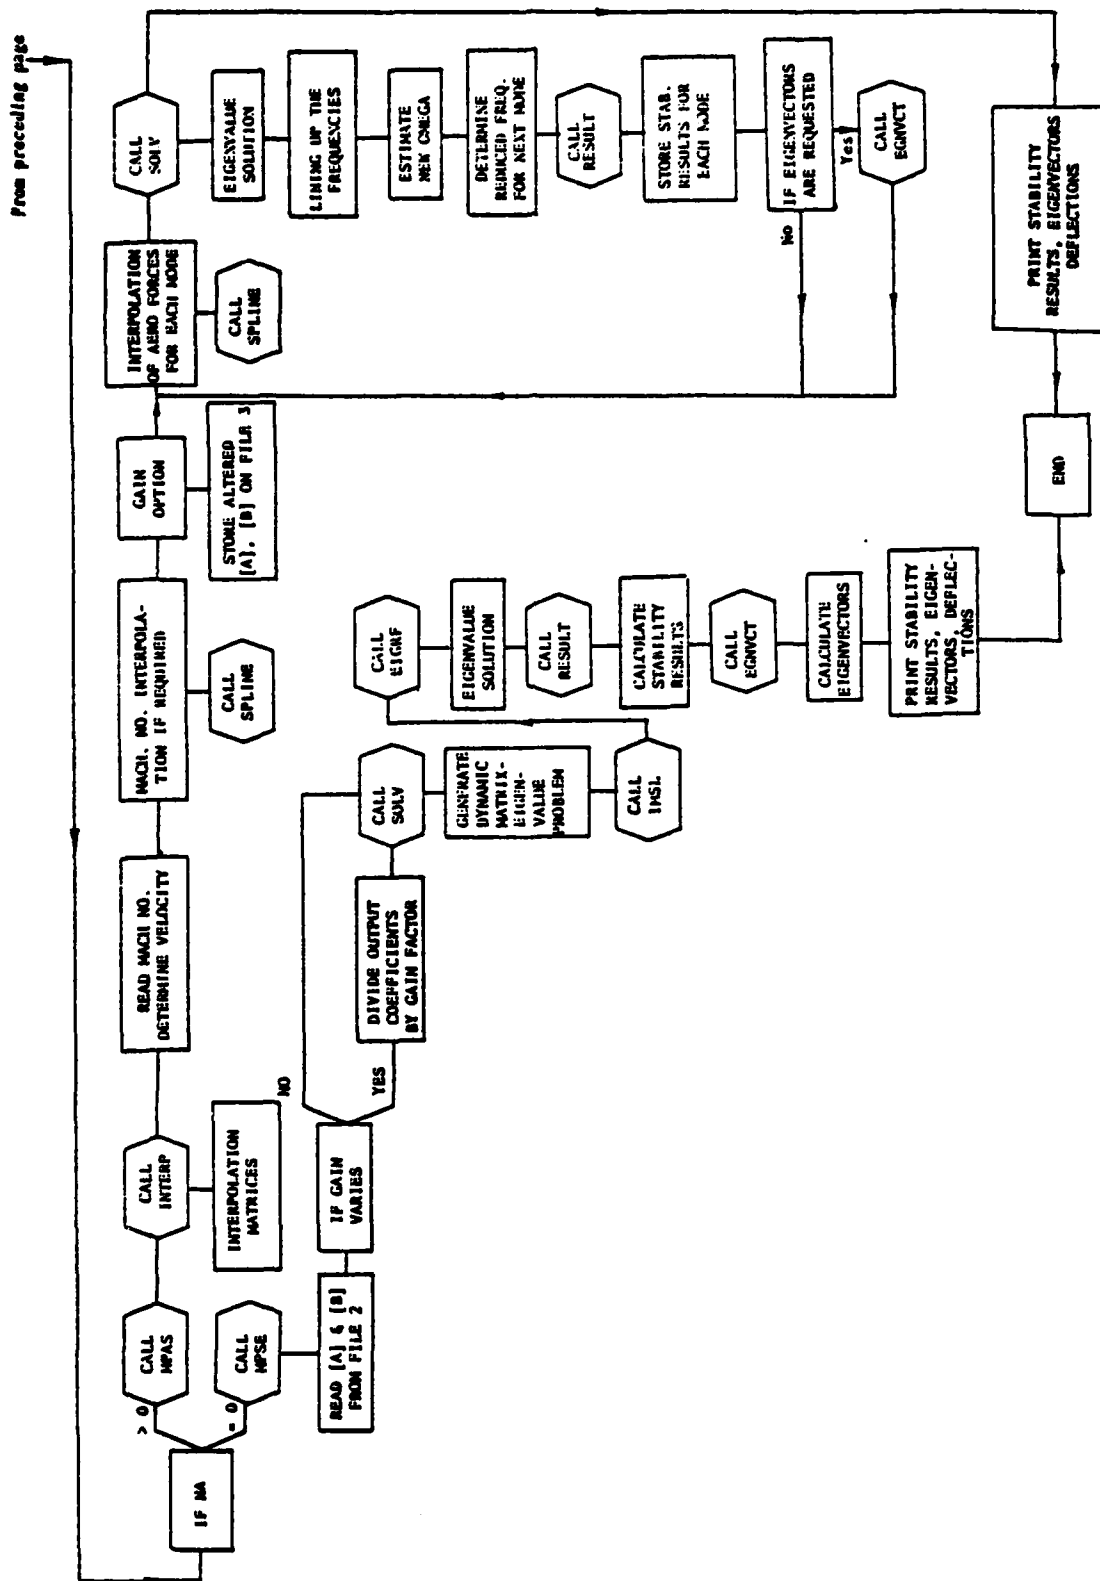 From preceding page
IF NA
> 0
= 0
CALL
MPAS
CALL
INTERP
INTERPOLATION
MATRICES
READ MACH NO.
DETERMINE VELOCITY
MACH. NO. INTERPOLA-
TION IF REQUIRED
CALL
SPLINE
GAIN
OPTION
STORE ALTERED
[A], [B] ON FILE 3
INTERPOLATION
OF AERO FORCES
FOR EACH MODE
CALL
SPLINE
CALL
SOLV
EIGENVALUE
SOLUTION
LINING UP THE
FREQUENCIES
ESTIMATE
NEW OMEGA
DETERMINE
REDUCED FREQ.
FOR NEXT MODE
CALL
RESULT
STORE STAB.
RESULTS FOR
EACH MODE
IF EIGENVECTORS
ARE REQUESTED
No
Yes
CALL
EGNVCT
PRINT STABILITY
RESULTS, EIGENVECTORS
DEFLECTIONS
END
CALL
MPSE
READ [A] & [B]
FROM FILE 2
IF GAIN
VARIES
NO
YES
DIVIDE OUTPUT
COEFFICIENTS
BY GAIN FACTOR
CALL
SOLV
GENERATE
DYNAMIC
MATRIX-
EIGEN-
VALUE
PROBLEM
CALL
IMSL
CALL
EIGRF
EIGENVALUE
SOLUTION
CALL
RESULT
CALCULATE
STABILITY
RESULTS
CALL
EGNVCT
CALCULATE
EIGENVECTORS
PRINT STABILITY
RESULTS, EIGEN-
VECTORS, DEFLEC-
TIONS